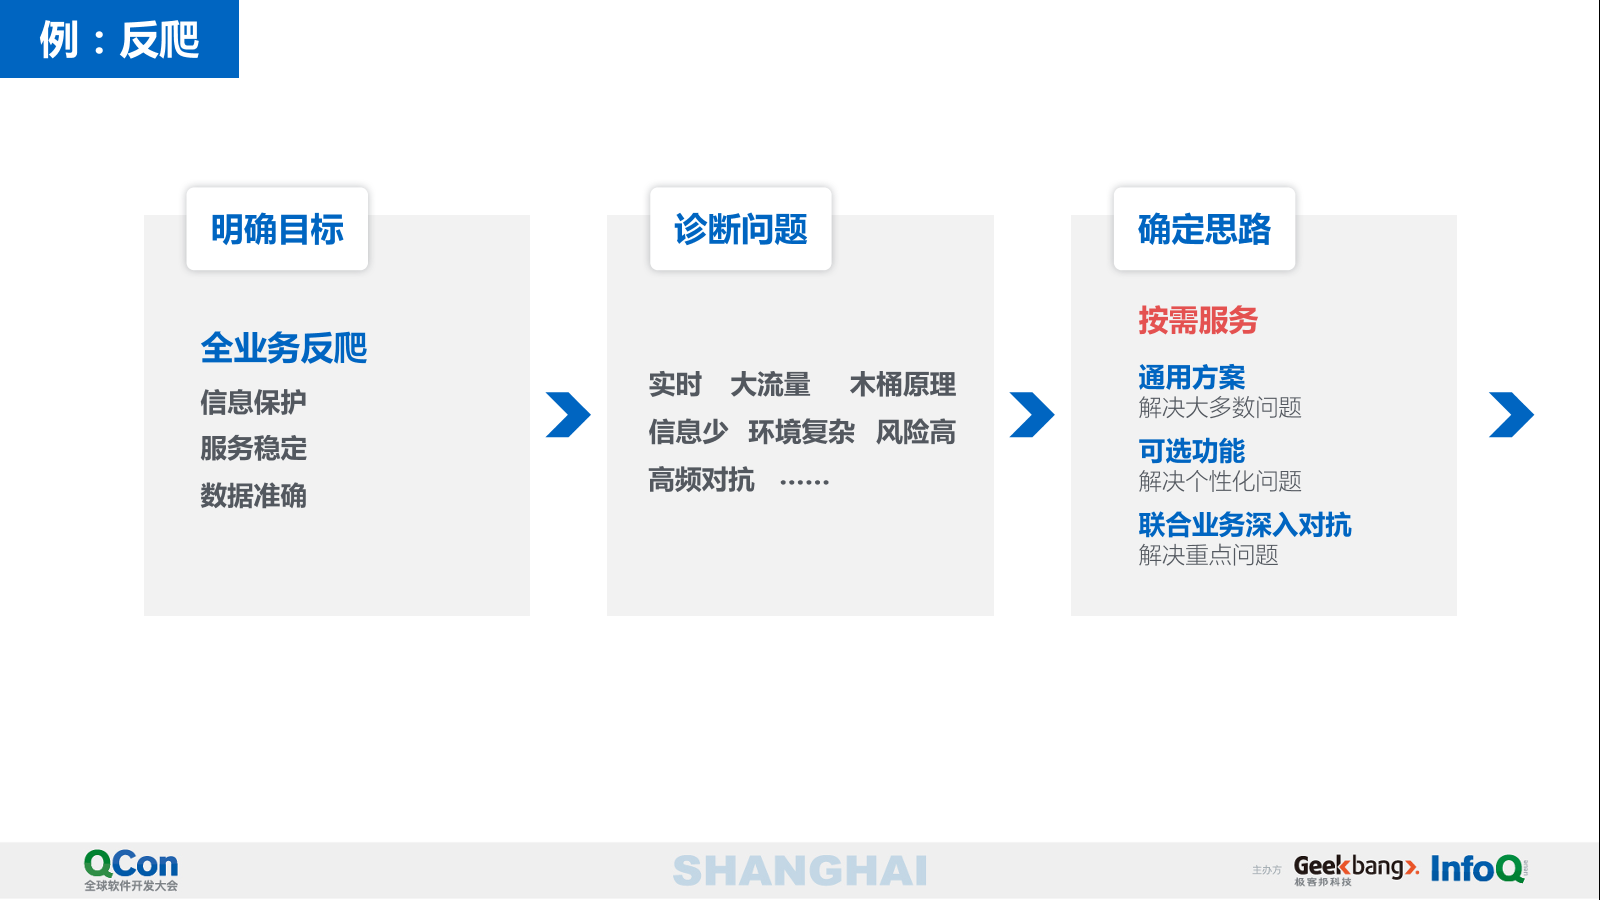 例：反爬
明确目标
全业务反爬
信息保护
服务稳定
数据准确
诊断问题
实时 大流量 木桶原理
信息少 环境复杂 风险高
高频对抗 ······
确定思路
按需服务
通用方案
解决大多数问题
可选功能
解决个性化问题
联合业务深入对抗
解决重点问题
QCon
全球软件开发大会
SHANGHAI
主办方
Geekbang
极客邦科技
InfoQ